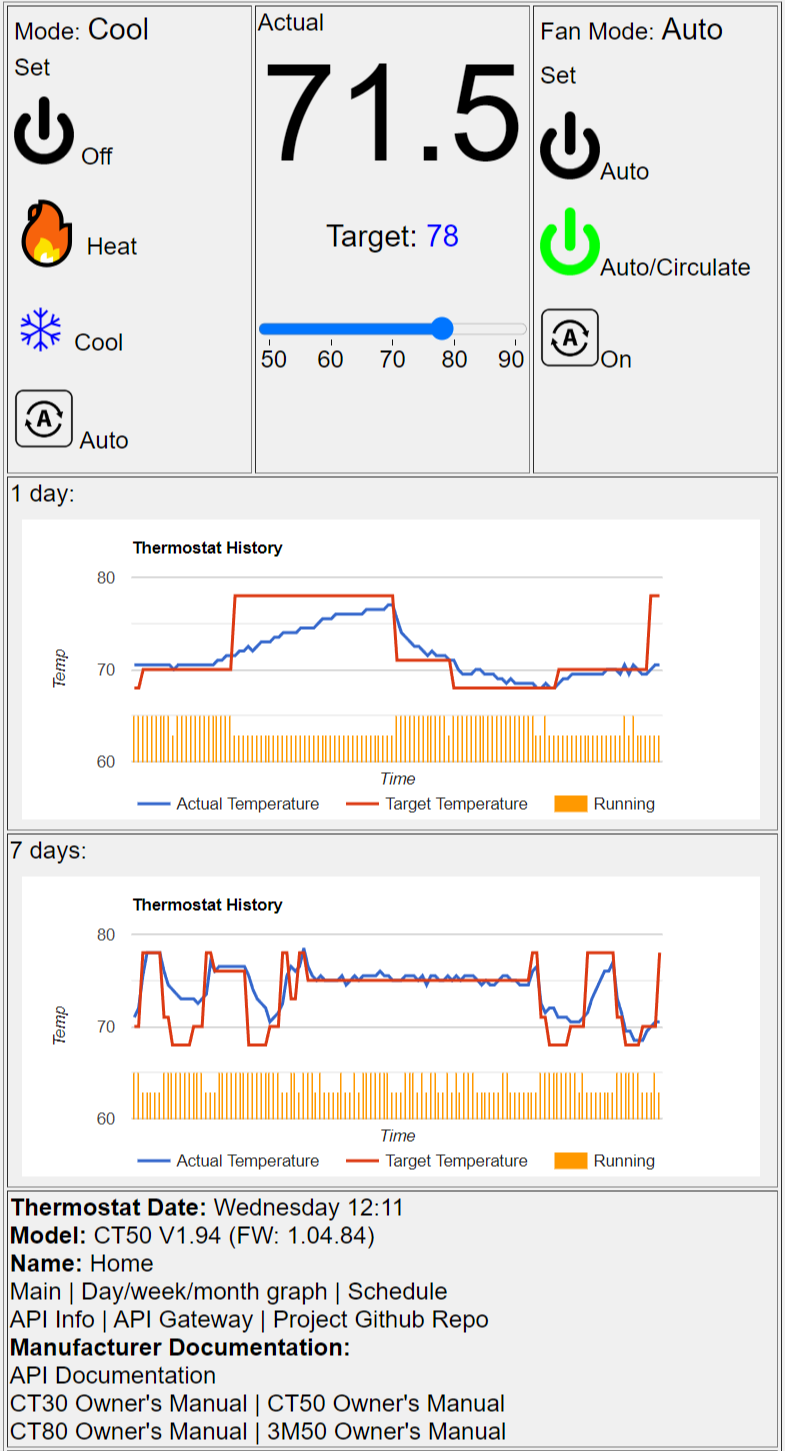 Mode: Cool
Set
Off
Heat
Cool
A
Auto
Actual
71.5
Target: 78
50 60 70 80 90
Fan Mode: Auto
Set
Auto
Auto/Circulate
A
On
1 day:
Thermostat History
80
70
60
Temp
Time
Actual Temperature Target Temperature Running
7 days:
Thermostat History
80
70
60
Temp
Time
Actual Temperature Target Temperature Running
Thermostat Date: Wednesday 12:11
Model: CT50 V1.94 (FW: 1.04.84)
Name: Home
Main | Day/week/month graph | Schedule
API Info | API Gateway | Project Github Repo
Manufacturer Documentation:
API Documentation
CT30 Owner's Manual | CT50 Owner's Manual
CT80 Owner's Manual | 3M50 Owner's Manual